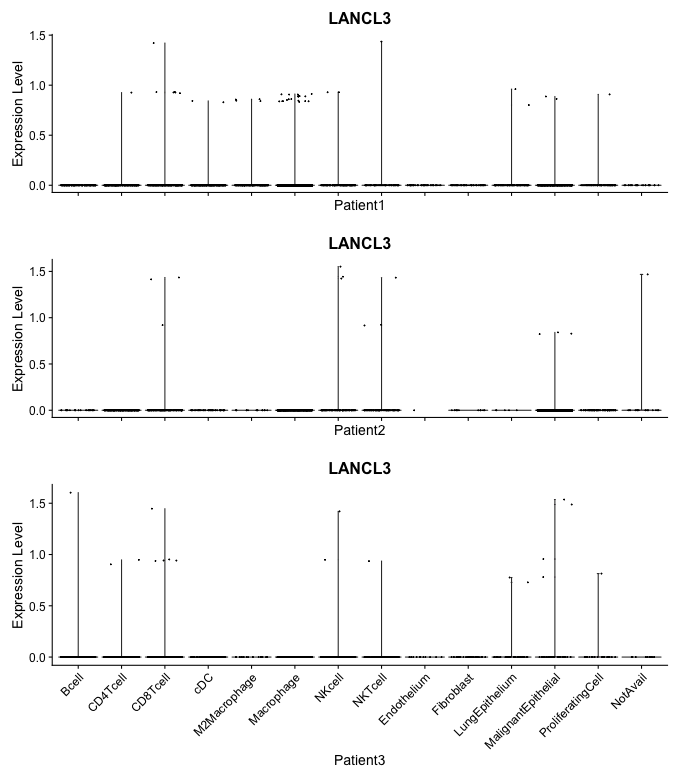 LANCL3
Expression Level
1.5
1.0
0.5
0.0
Patient1
LANCL3
Expression Level
1.5
1.0
0.5
0.0
Patient2
LANCL3
Expression Level
1.5
1.0
0.5
0.0
Bcell
CD4Tcell
CD8Tcell
cDC
M2Macrophage
Macrophage
NKcell
NKTcell
Endothelium
Fibroblast
LungEpithelium
MalignantEpithelial
ProliferatingCell
NotAvail
Patient3